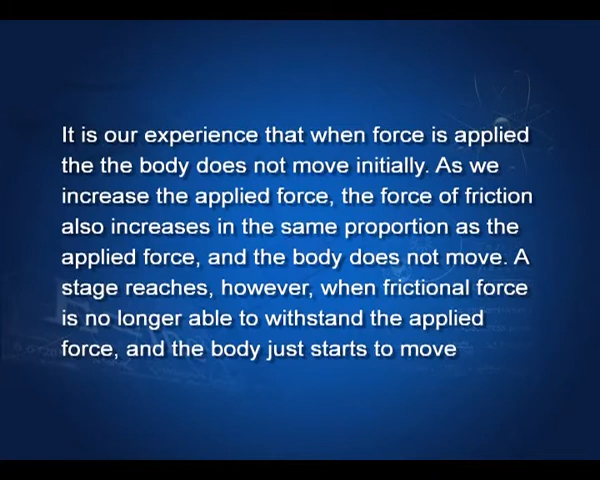 It is our experience that when force is applied
the the body does not move initially. As we
increase the applied force, the force of friction
also increases in the same proportion as the
applied force, and the body does not move. A
stage reaches, however, when frictional force
is no longer able to withstand the applied
force, and the body just starts to move